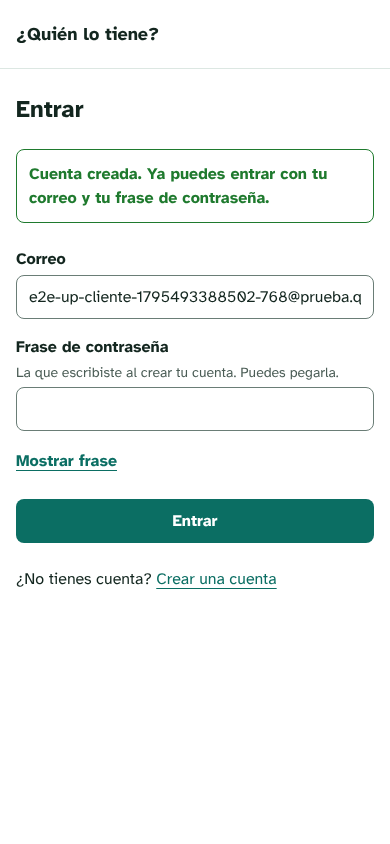 ¿Quién lo tiene?
Entrar
Cuenta creada. Ya puedes entrar con tu
correo y tu frase de contraseña.
Correo
e2e-up-cliente-1795493388502-768@prueba.q
Frase de contraseña
La que escribiste al crear tu cuenta. Puedes pegarla.
Mostrar frase
Entrar
¿No tienes cuenta? Crear una cuenta